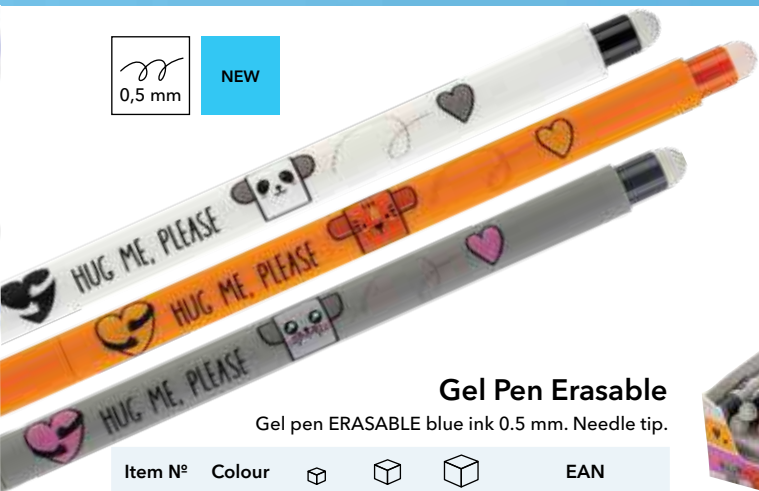 0,5 mm
NEW
HUG ME, PLEASE
HUG ME, PLEASE
HUG ME, PLEASE
Gel Pen Erasable
Gel pen ERASABLE blue ink 0.5 mm. Needle tip.
Item Nº Colour EAN